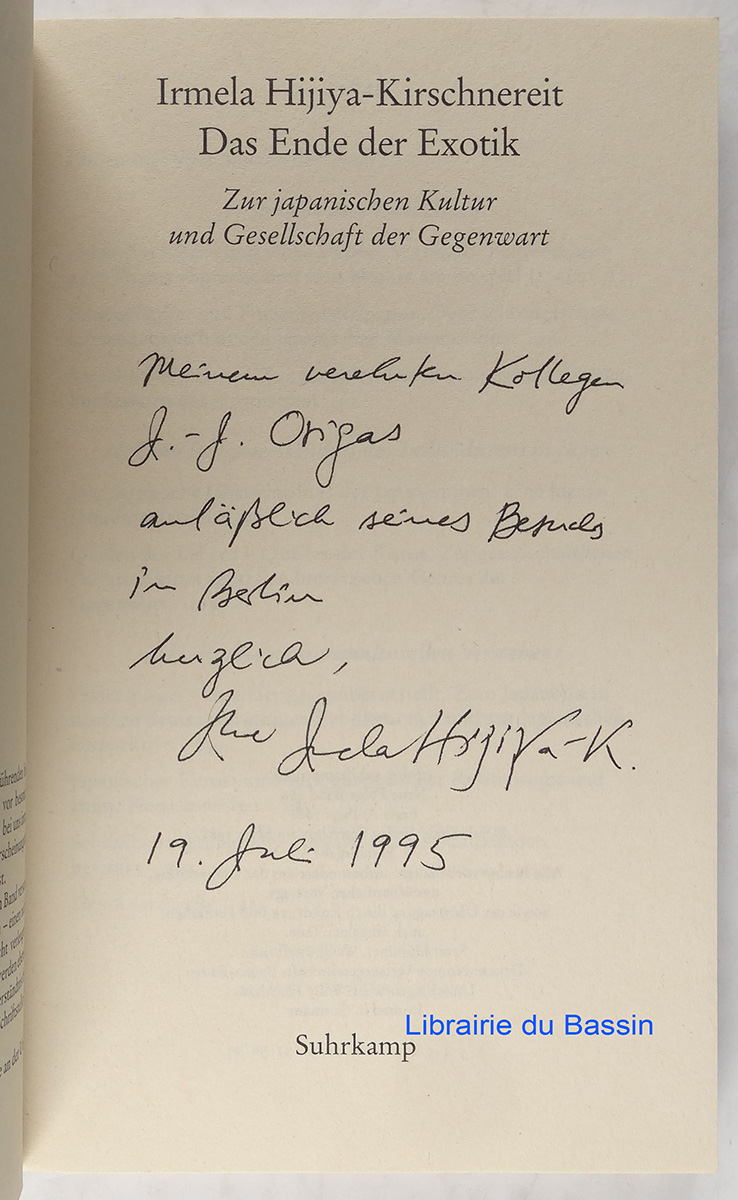 Irmela Hijiya-Kirschnereit
Das Ende der Exotik
Zur japanischen Kultur
und Gesellschaft der Gegenwart
Meinem verehrten Kollegen
J.-J. Origas
anläßlich seines Besuchs
in Berlin
herzlich,
Ihre Irmela Hijiya-K.
19. Juli 1995
Librairie du Bassin
Suhrkamp